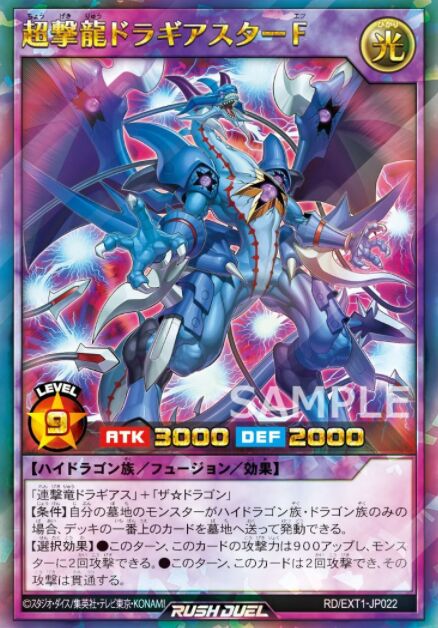 超撃龍ドラギアスターF
光
SAMPLE
LEVEL
9
ATK 3000 DEF 2000
【ハイドラゴン族/フュージョン/効果】
「連撃竜ドラギアス」+「ザ☆ドラゴン」
【条件】自分の墓地のモンスターがハイドラゴン族・ドラゴン族のみの
場合、デッキの一番上のカードを墓地へ送って発動できる。
【選択効果】●このターン、このカードの攻撃力は900アップし、モンス
ターに2回攻撃できる。●このターン、このカードは2回攻撃でき、その
攻撃は貫通する。
©スタジオ・ダイス/集英社・テレビ東京・KONAMI
RUSH DUEL
RD/EXT1-JP022